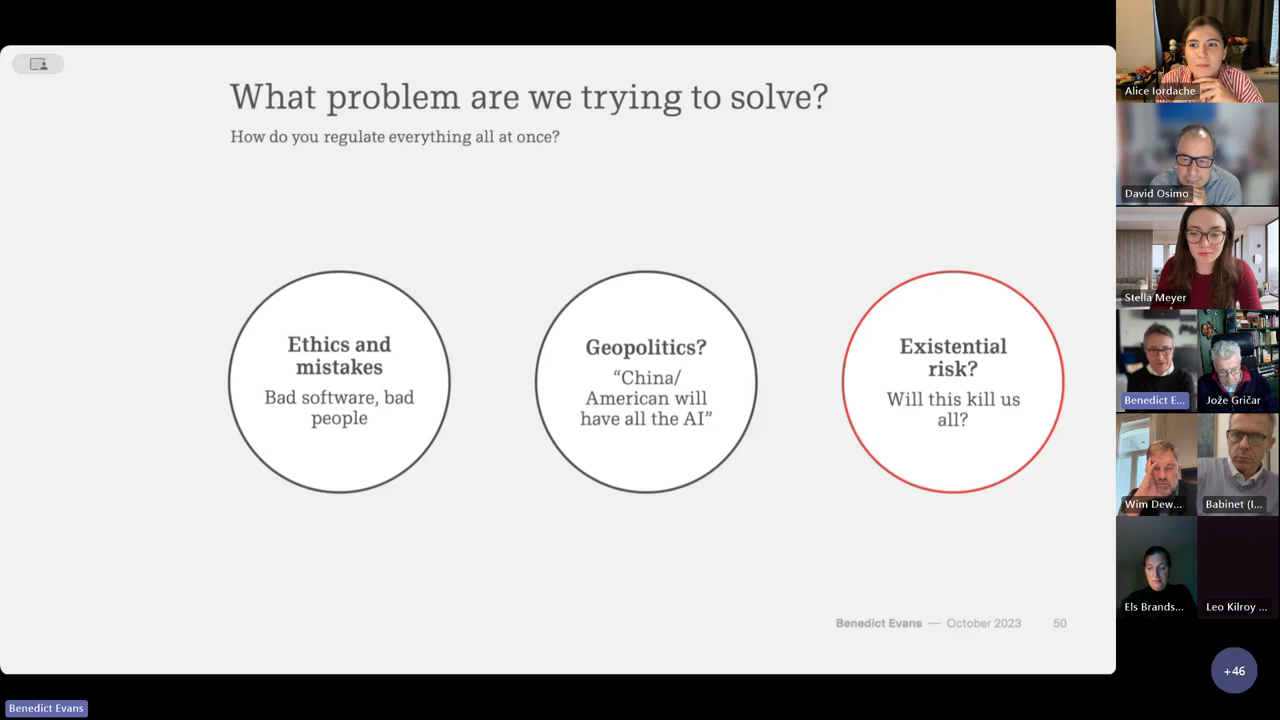 What problem are we trying to solve?
How do you regulate everything all at once?
Ethics and
mistakes
Bad software, bad
people
Geopolitics?
“China/
American will
have all the AI”
Existential
risk?
Will this kill us
all?
Benedict Evans — October 2023 50
Alice Iordache
David Osimo
Stella Meyer
Benedict E...
Jože Gričar
Wim Dew...
Babinet (I...
Els Brands...
Leo Kilroy ...
+46
Benedict Evans